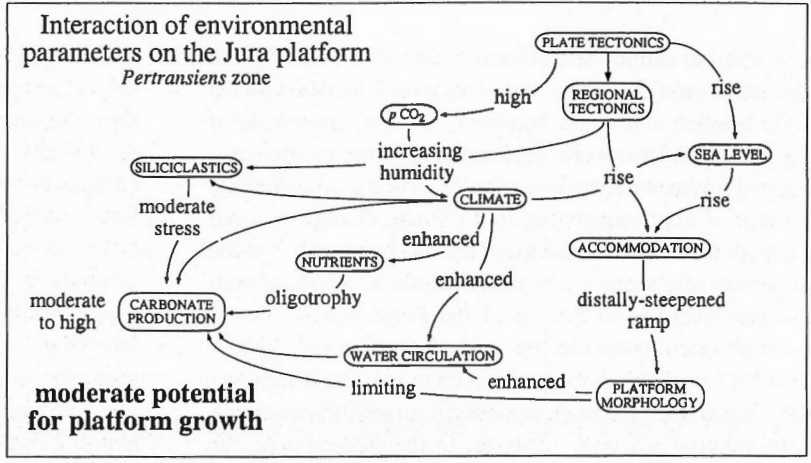 Interaction of environmental
parameters on the Jura platform
Pertransiens zone
PLATE TECTONICS
high
REGIONAL
TECTONICS
rise
p CO₂
increasing
humidity
SILICICLASTICS
SEA LEVEL
rise
rise
CLIMATE
moderate
stress
enhanced
NUTRIENTS
ACCOMMODATION
enhanced
oligotrophy
moderate
to high
CARBONATE
PRODUCTION
distally-steepened
ramp
WATER CIRCULATION
limiting
enhanced
PLATFORM
MORPHOLOGY
moderate potential
for platform growth